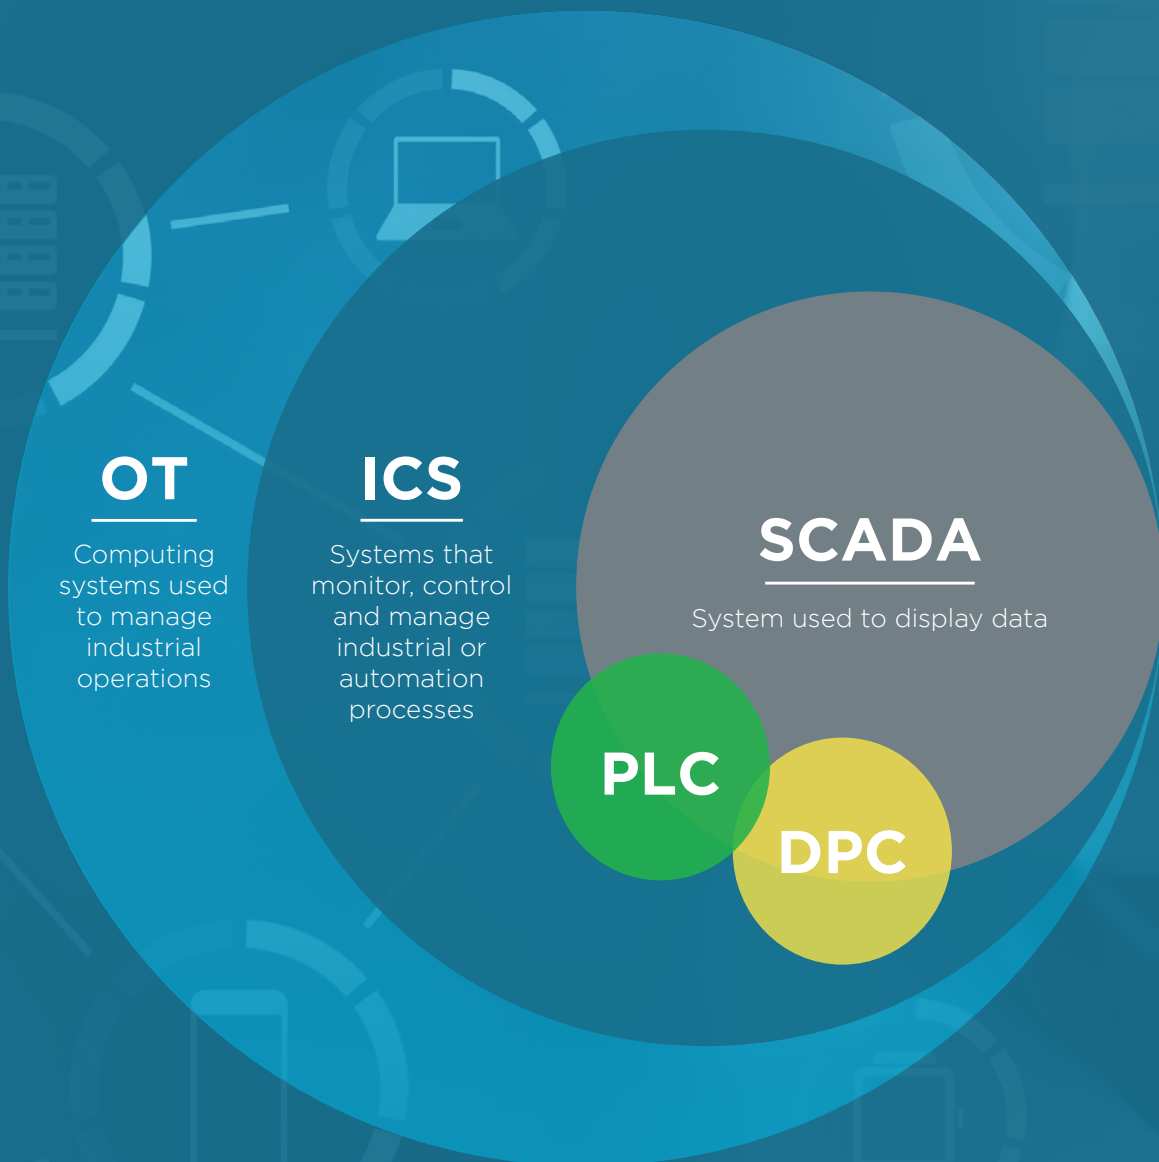 OT
Computing
systems used
to manage
industrial
operations
ICS
Systems that
monitor, control
and manage
industrial or
automation
processes
SCADA
System used to display data
PLC
DPC